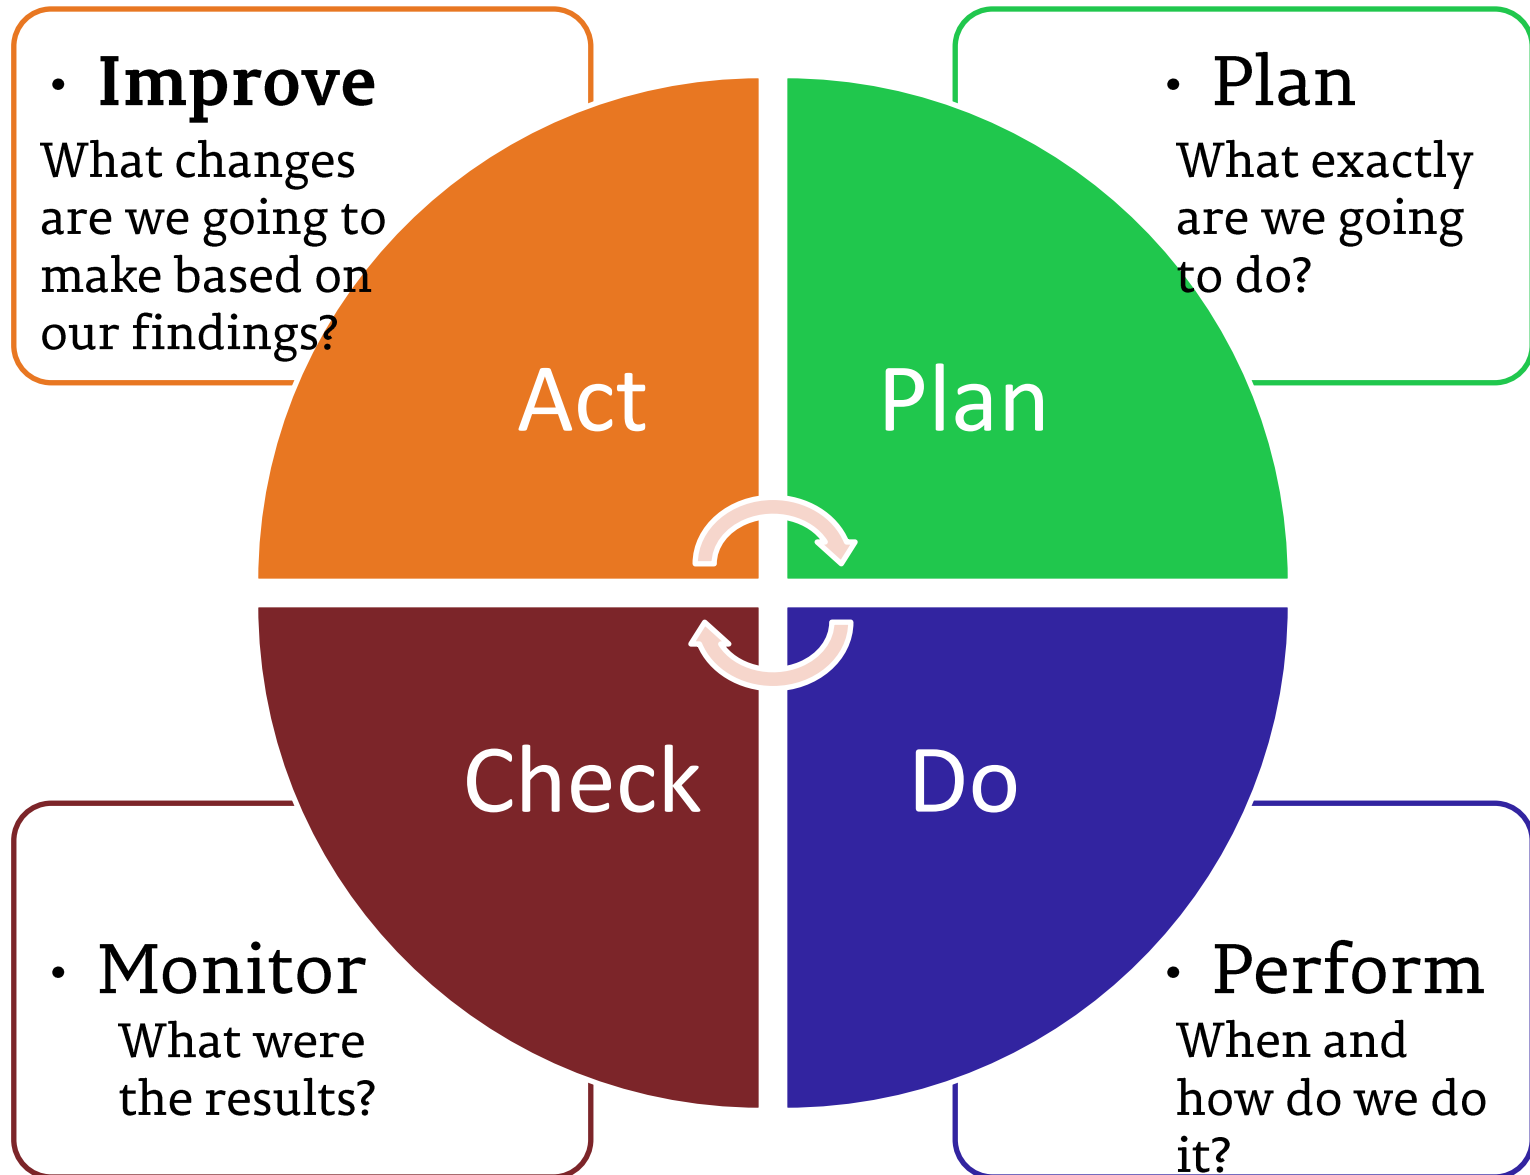 • Improve
What changes
are we going to
make based on
our findings?
• Plan
What exactly
are we going
to do?
Act
Plan
Check
Do
• Monitor
What were
the results?
• Perform
When and
how do we do
it?